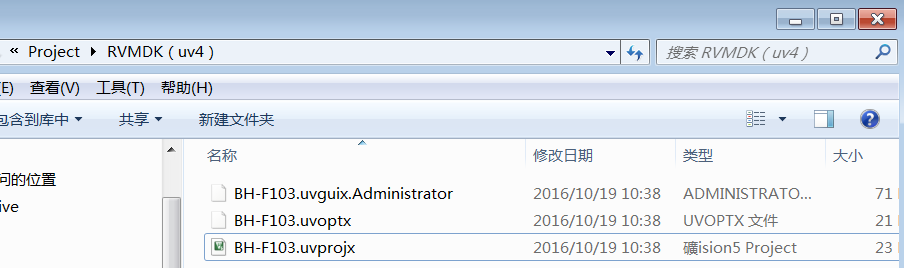 « Project ▸ RVMDK（uv4）
搜索 RVMDK（uv4）
(E) 查看(V) 工具(T) 帮助(H)
包含到库中 共享 新建文件夹
名称 修改日期 类型 大小
问的位置
ive
BH-F103.uvguix.Administrator 2016/10/19 10:38 ADMINISTRATO... 71
BH-F103.uvoptx 2016/10/19 10:38 UVOPTX 文件 21
BH-F103.uvprojx 2016/10/19 10:38 礦ision5 Project 23